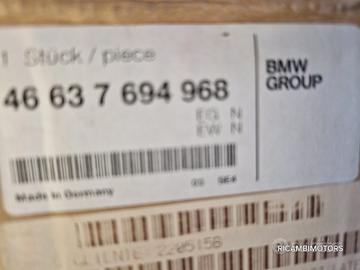 1 Stück / piece
46 63 7 694 968
BMW
GROUP
EG N
EW N
Made in Germany
RICAMBIMOTORS